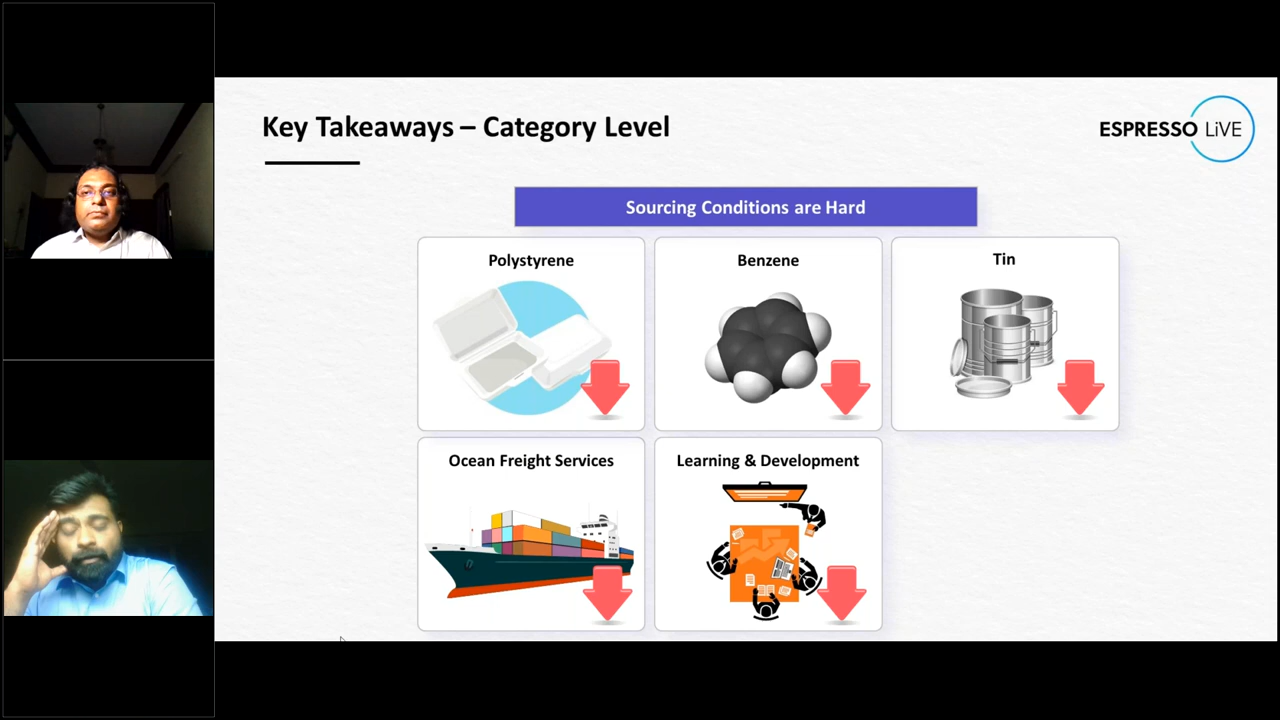 Key Takeaways – Category Level
ESPRESSO LiVE
Sourcing Conditions are Hard
Polystyrene
Benzene
Tin
Ocean Freight Services
Learning & Development